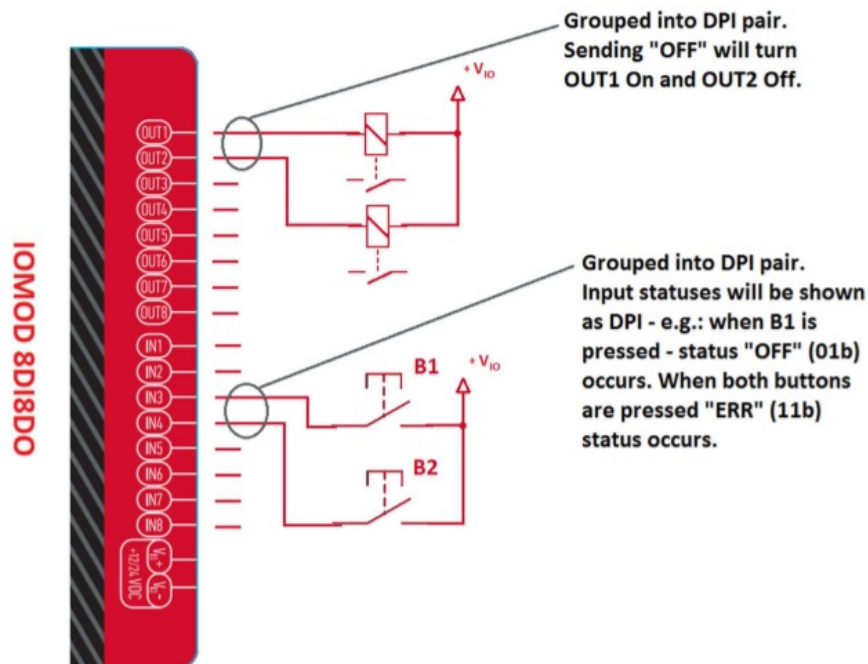 Grouped into DPI pair.
Sending "OFF" will turn
OUT1 On and OUT2 Off.
+ VIO
OUT1
OUT2
OUT3
OUT4
OUT5
OUT6
OUT7
OUT8
IOMOD 8DI8DO
Grouped into DPI pair.
Input statuses will be shown
as DPI - e.g.: when B1 is
pressed - status "OFF" (01b)
occurs. When both buttons
are pressed "ERR" (11b)
status occurs.
IN1
IN2
IN3
IN4
IN5
IN6
IN7
IN8
B1
+ VIO
B2
+12/24 VDC